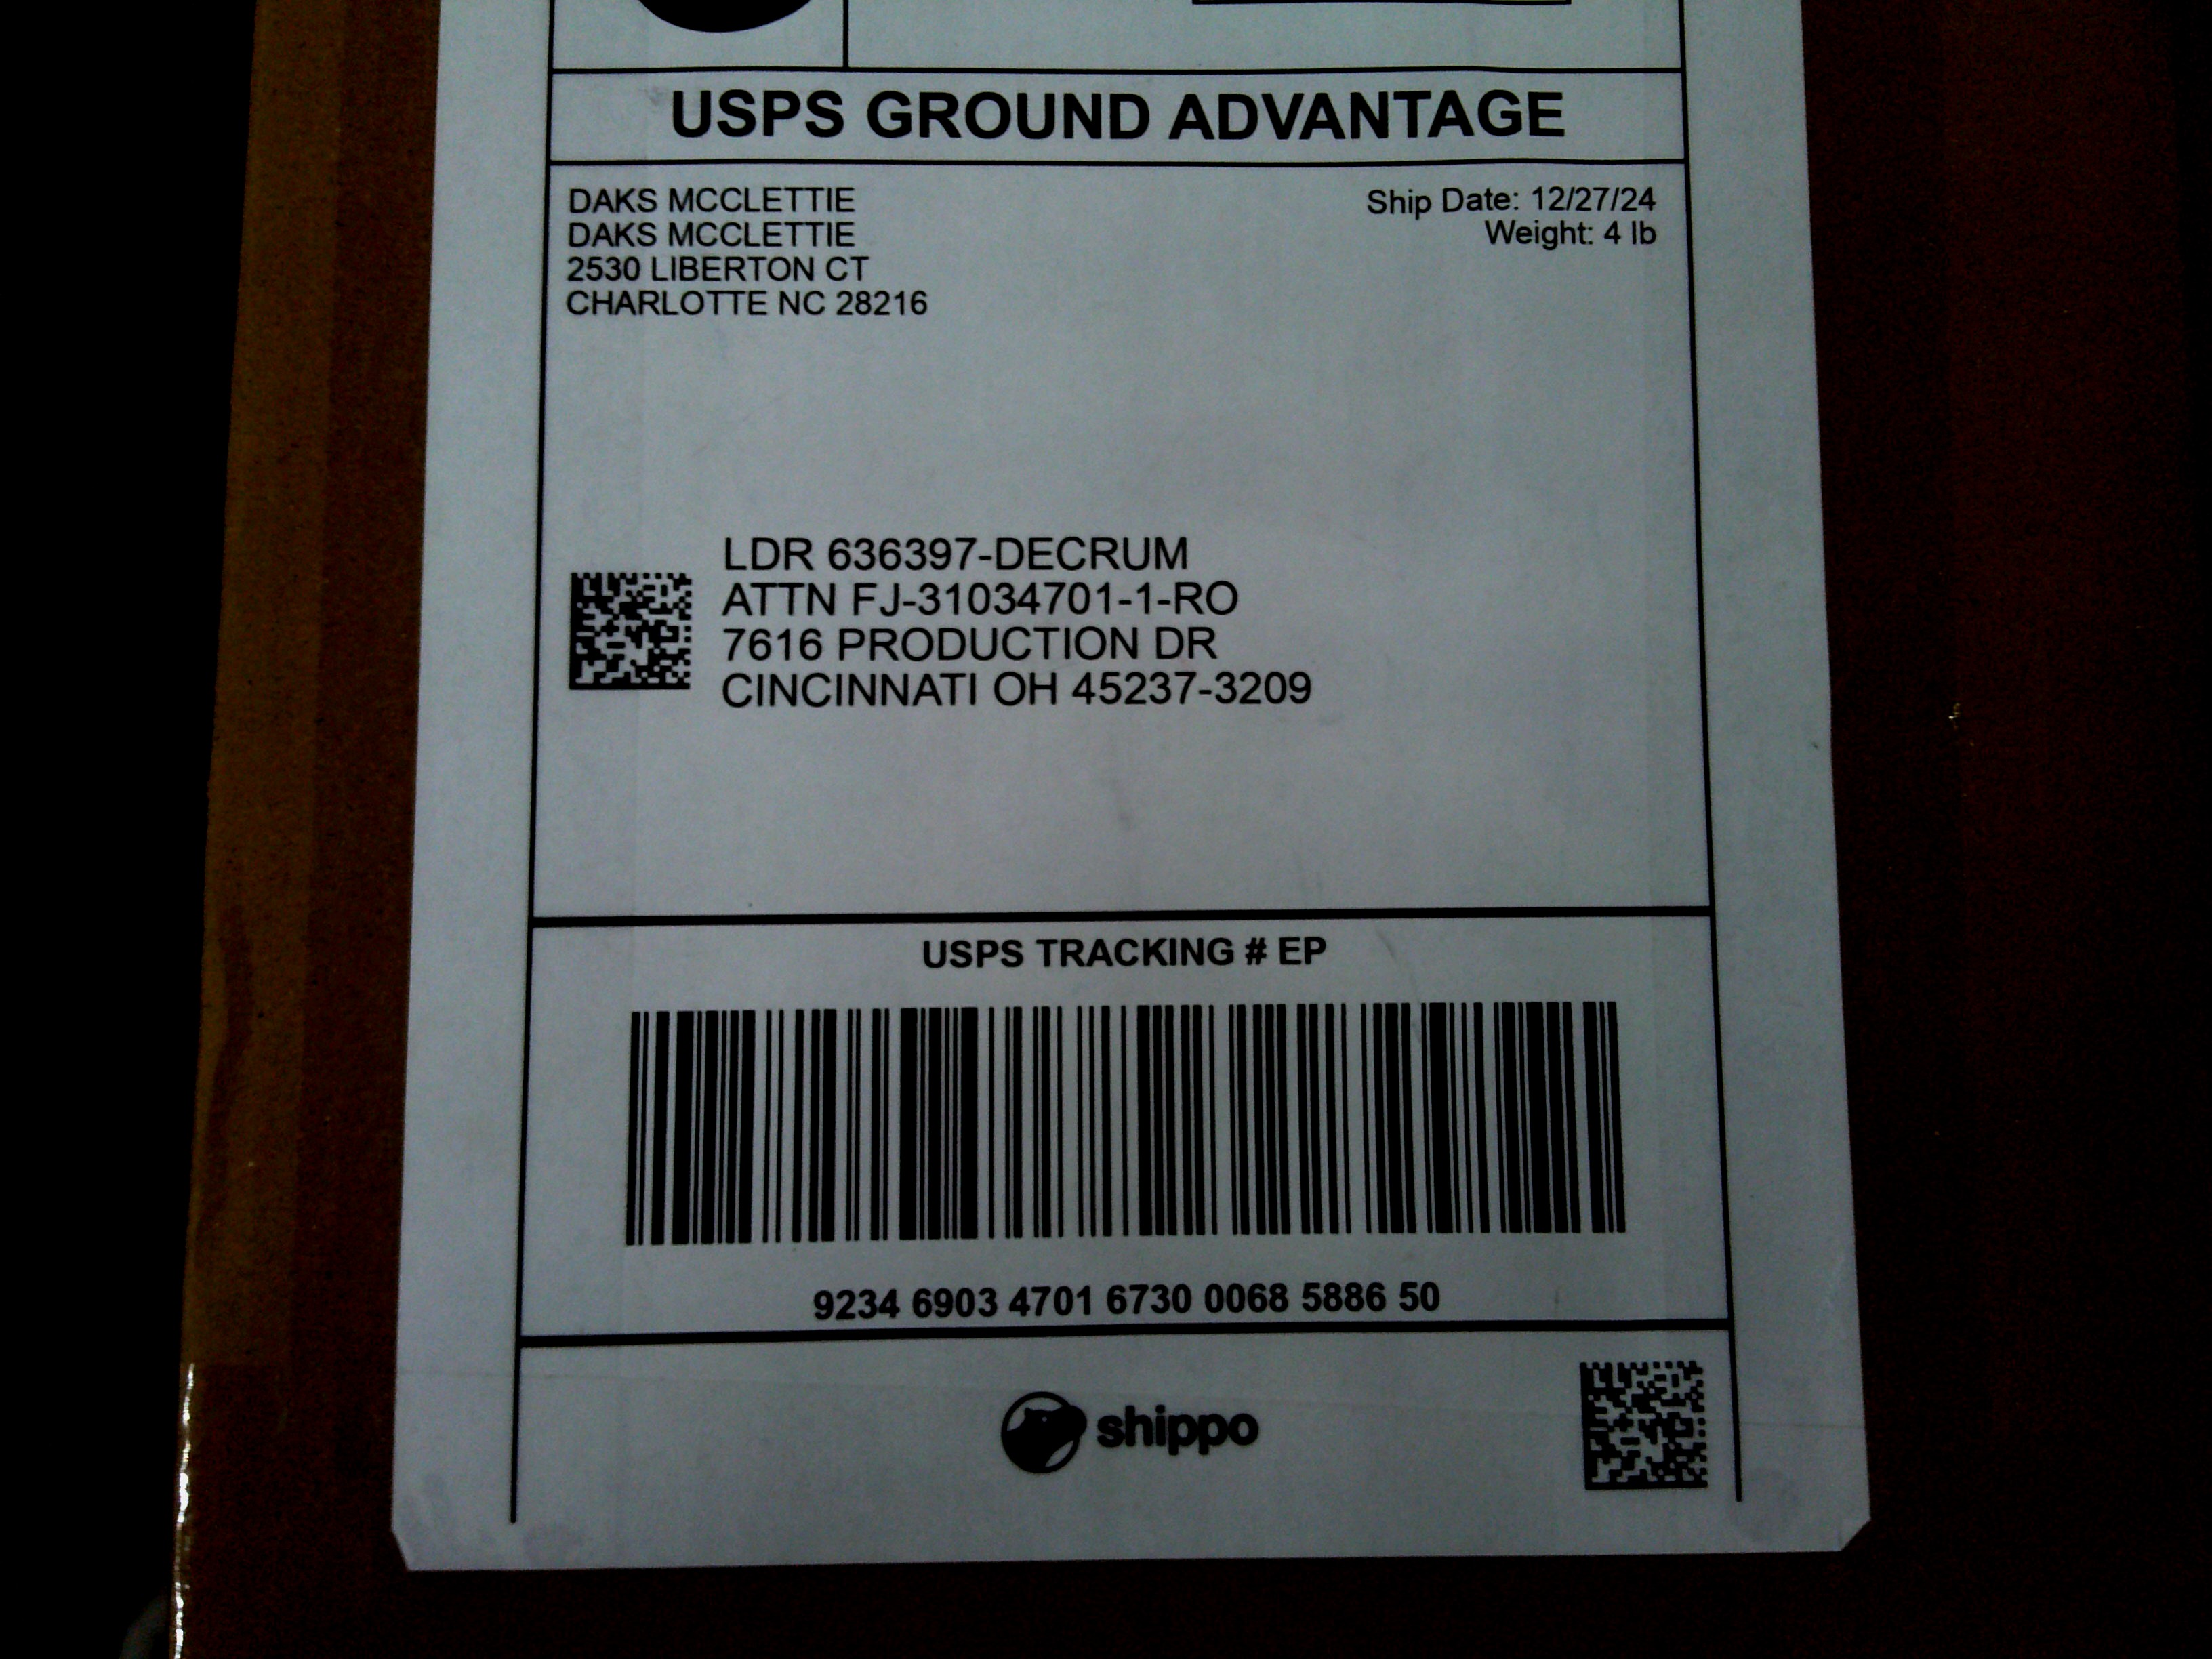 USPS GROUND ADVANTAGE
DAKS MCCLETTIE
DAKS MCCLETTIE
2530 LIBERTON CT
CHARLOTTE NC 28216
Ship Date: 12/27/24
Weight: 4 lb
LDR 636397-DECRUM
ATTN FJ-31034701-1-RO
7616 PRODUCTION DR
CINCINNATI OH 45237-3209
USPS TRACKING # EP
9234 6903 4701 6730 0068 5886 50
shippo